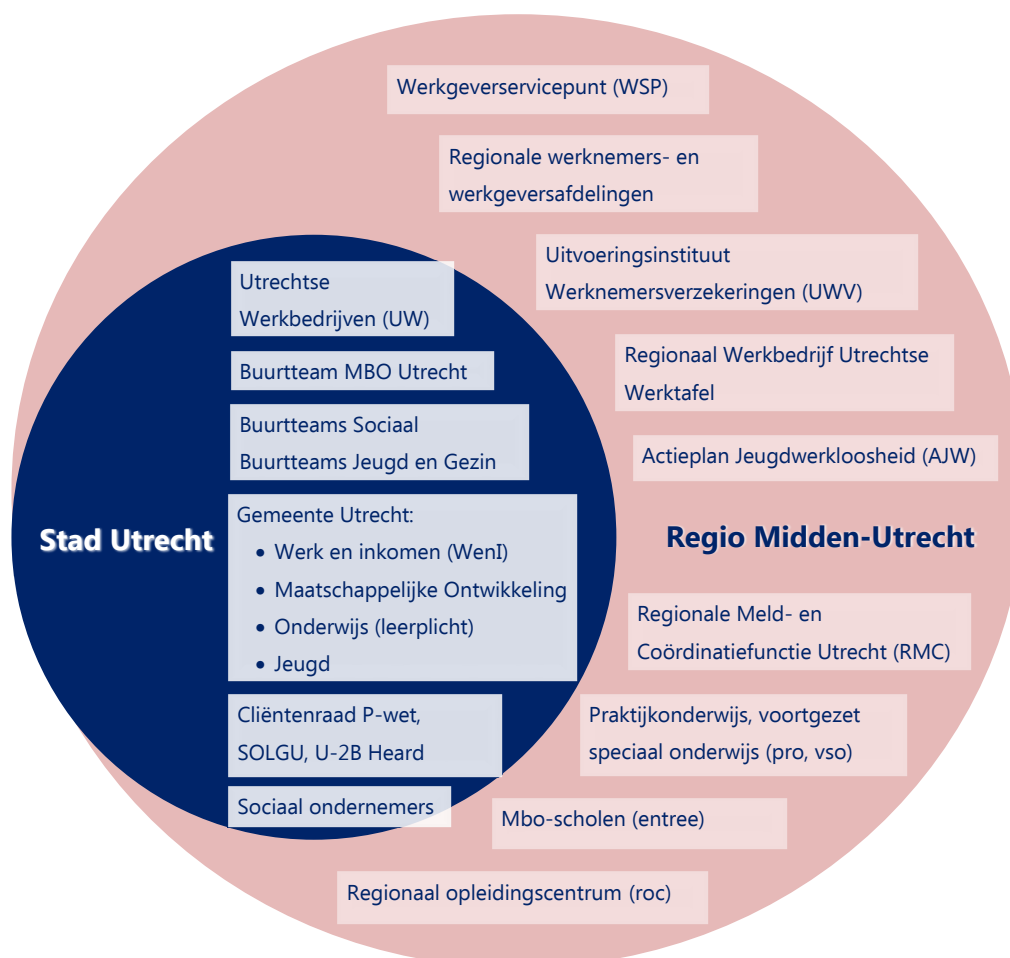 Werkgeverservicepunt (WSP)
Regionale werknemers- en
werkgeversafdelingen
Uitvoeringsinstituut
Werknemersverzekeringen (UWV)
Regionaal Werkbedrijf Utrechtse
Werktafel
Actieplan Jeugdwerkloosheid (AJW)
Regio Midden-Utrecht
Regionale Meld- en
Coördinatiefunctie Utrecht (RMC)
Praktijkonderwijs, voortgezet
speciaal onderwijs (pro, vso)
Mbo-scholen (entree)
Regionaal opleidingscentrum (roc)
Stad Utrecht
Utrechtse
Werkbedrijven (UW)
Buurtteam MBO Utrecht
Buurtteams Sociaal
Buurtteams Jeugd en Gezin
Gemeente Utrecht:
• Werk en inkomen (WenI)
• Maatschappelijke Ontwikkeling
• Onderwijs (leerplicht)
• Jeugd
Cliëntenraad P-wet,
SOLGU, U-2B Heard
Sociaal ondernemers